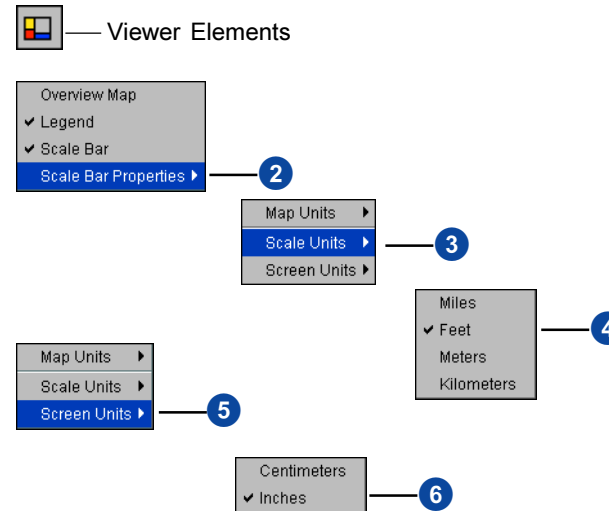 Viewer Elements
Overview Map
Legend
Scale Bar
Scale Bar Properties
2
Map Units
Scale Units
3
Screen Units
Miles
Feet
4
Meters
Kilometers
Map Units
Scale Units
Screen Units
5
Centimeters
Inches
6